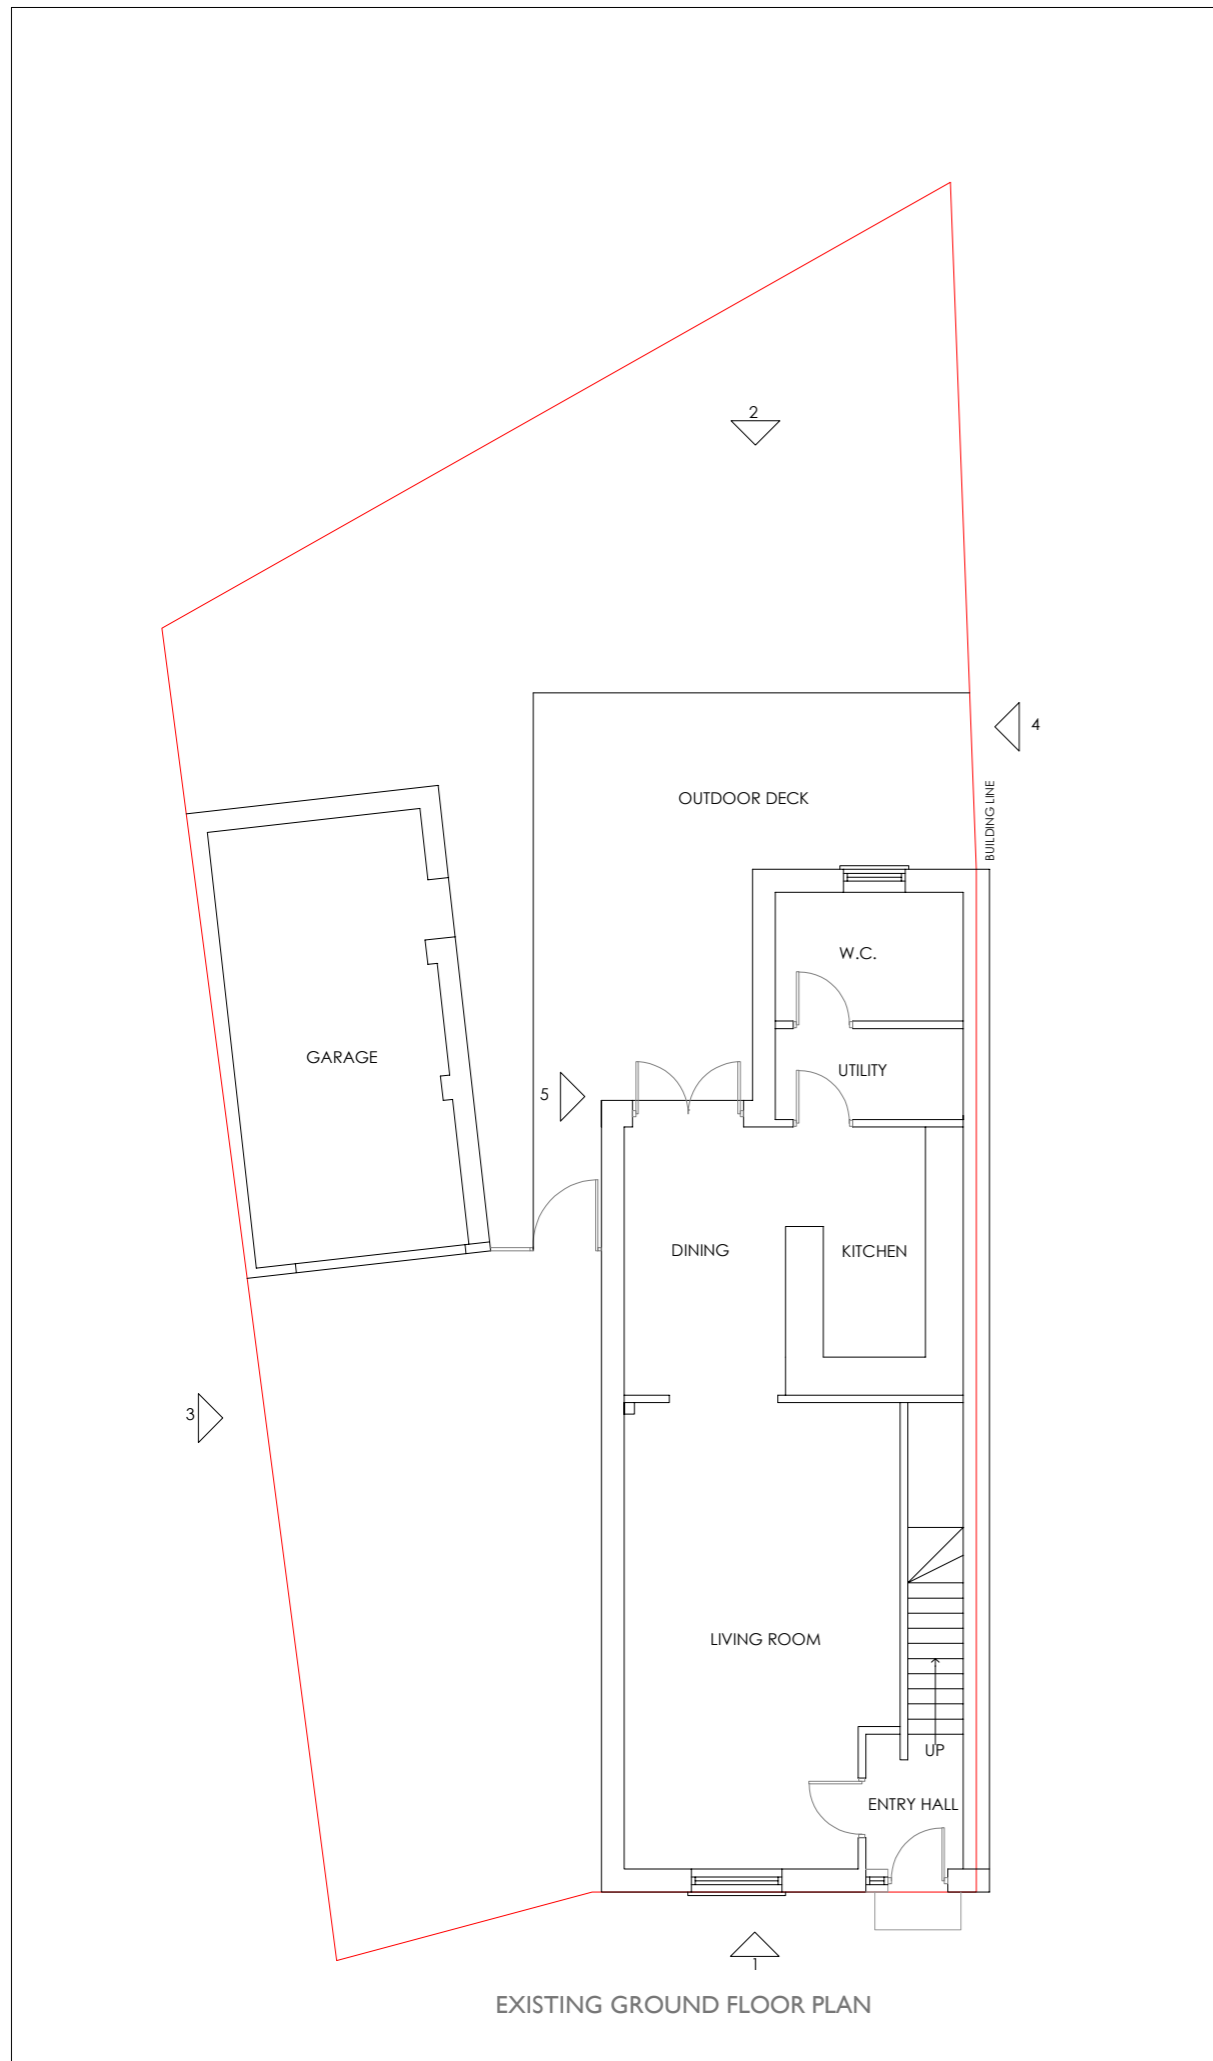 2
4
OUTDOOR DECK
BUILDING LINE
W.C.
GARAGE
UTILITY
5
DINING
KITCHEN
3
LIVING ROOM
UP
ENTRY HALL
1
EXISTING GROUND FLOOR PLAN